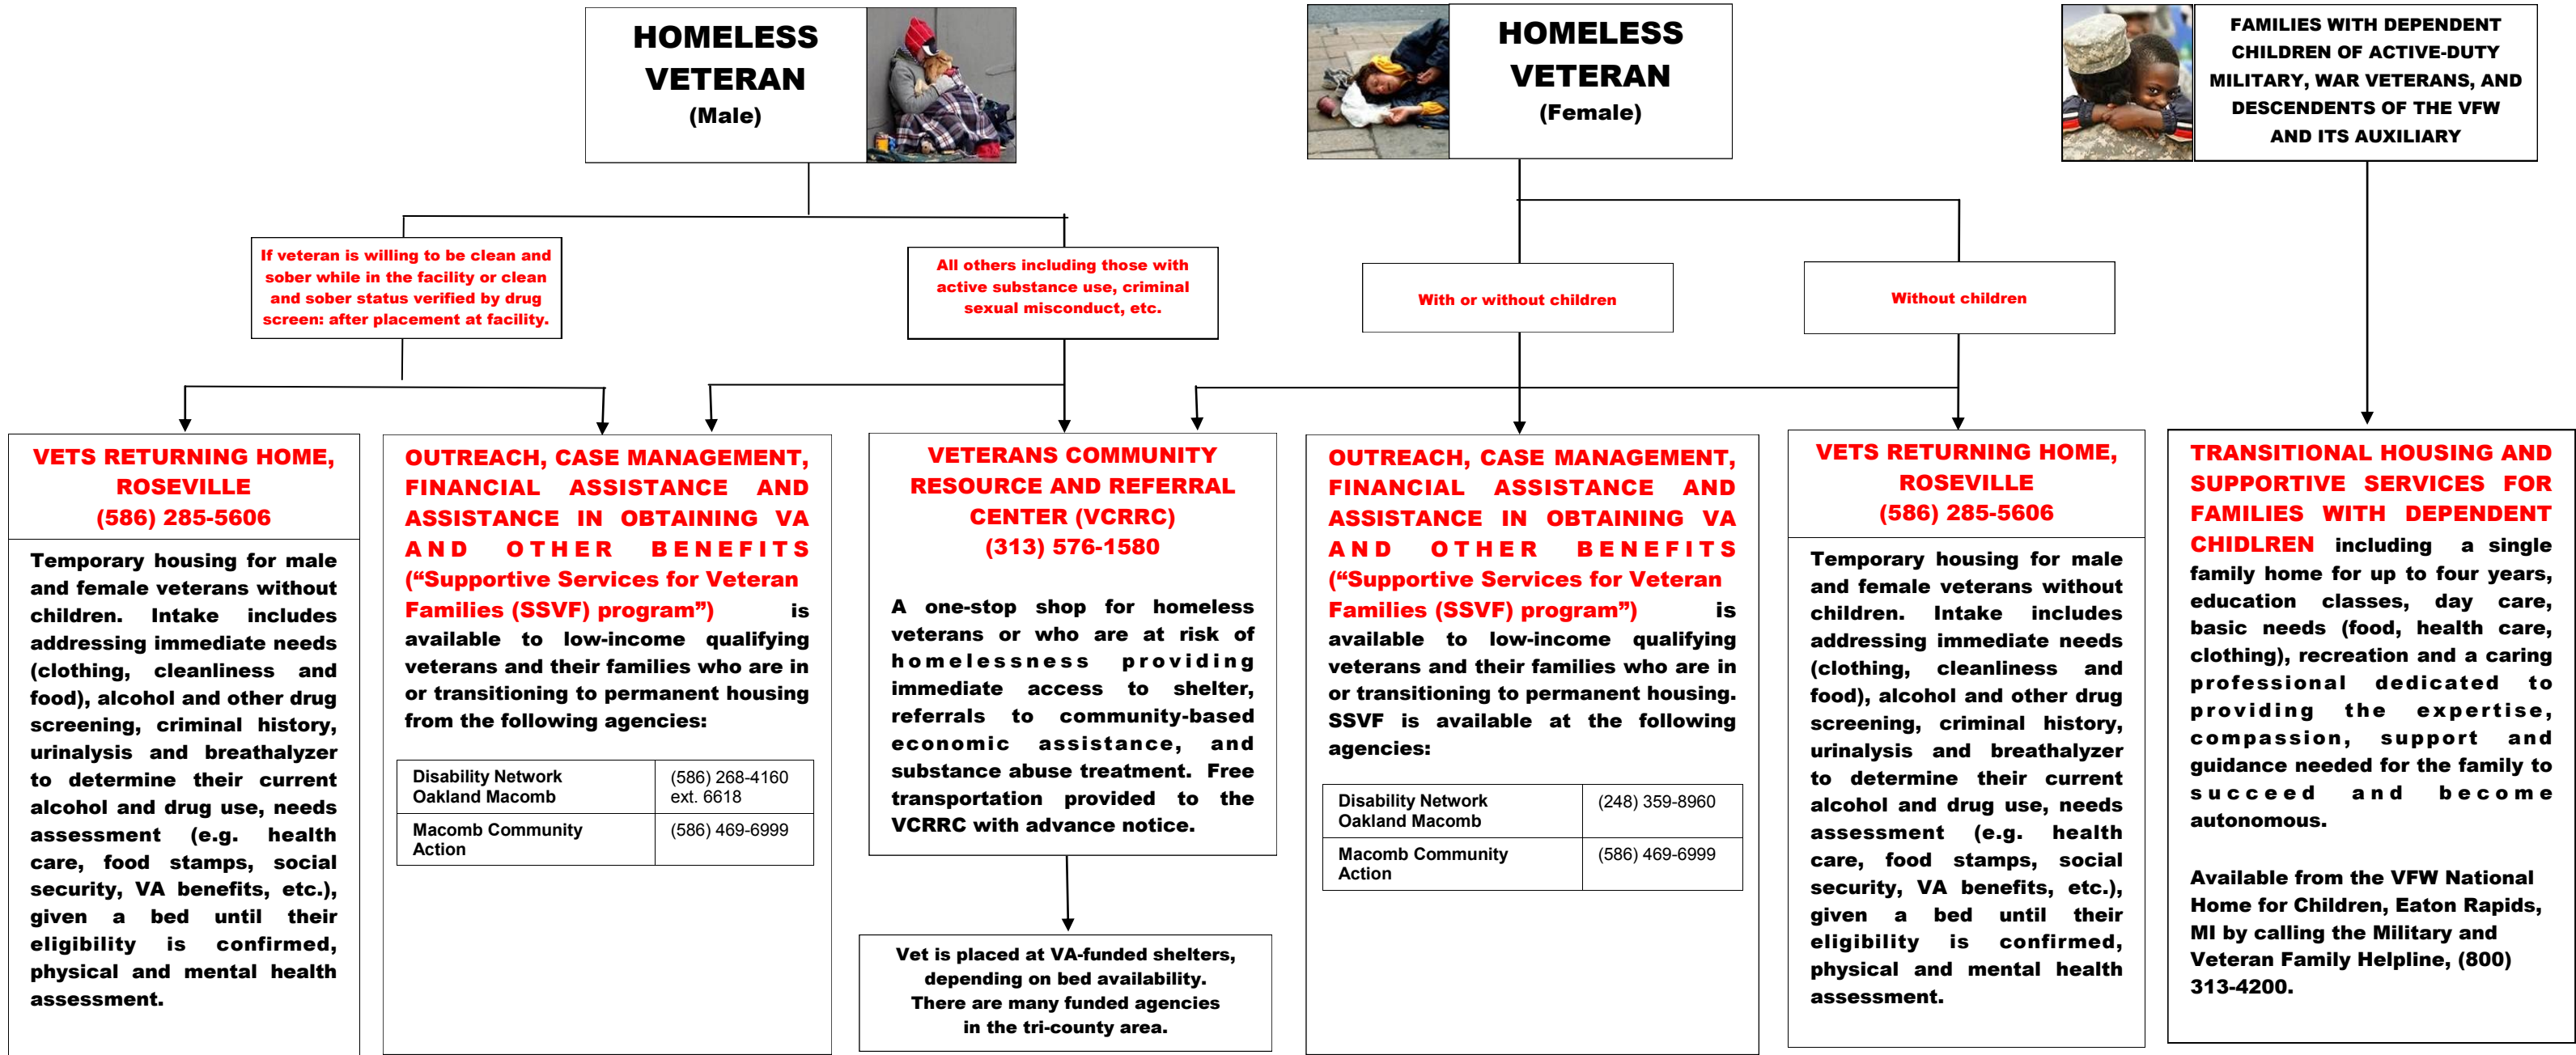 HOMELESS
VETERAN
(Male)
HOMELESS
VETERAN
(Female)
FAMILIES WITH DEPENDENT
CHILDREN OF ACTIVE-DUTY
MILITARY, WAR VETERANS, AND
DESCENDENTS OF THE VFW
AND ITS AUXILIARY
If veteran is willing to be clean and
sober while in the facility or clean
and sober status verified by drug
screen: after placement at facility.
All others including those with
active substance use, criminal
sexual misconduct, etc.
With or without children
Without children
VETS RETURNING HOME,
ROSEVILLE
(586) 285-5606
Temporary housing for male
and female veterans without
children. Intake includes
addressing immediate needs
(clothing, cleanliness and
food), alcohol and other drug
screening, criminal history,
urinalysis and breathalyzer
to determine their current
alcohol and drug use, needs
assessment (e.g. health
care, food stamps, social
security, VA benefits, etc.),
given a bed until their
eligibility is confirmed,
physical and mental health
assessment.
OUTREACH, CASE MANAGEMENT,
FINANCIAL ASSISTANCE AND
ASSISTANCE IN OBTAINING VA
AND OTHER BENEFITS
(“Supportive Services for Veteran
Families (SSVF) program”) is
available to low-income qualifying
veterans and their families who are in
or transitioning to permanent housing
from the following agencies:
Disability Network (586) 268-4160
Oakland Macomb ext. 6618
Macomb Community (586) 469-6999
Action
VETERANS COMMUNITY
RESOURCE AND REFERRAL
CENTER (VCRRC)
(313) 576-1580
A one-stop shop for homeless
veterans or who are at risk of
homelessness providing
immediate access to shelter,
referrals to community-based
economic assistance, and
substance abuse treatment. Free
transportation provided to the
VCRRC with advance notice.
Vet is placed at VA-funded shelters,
depending on bed availability.
There are many funded agencies
in the tri-county area.
OUTREACH, CASE MANAGEMENT,
FINANCIAL ASSISTANCE AND
ASSISTANCE IN OBTAINING VA
AND OTHER BENEFITS
(“Supportive Services for Veteran
Families (SSVF) program”) is
available to low-income qualifying
veterans and their families who are in
or transitioning to permanent housing.
SSVF is available at the following
agencies:
Disability Network (248) 359-8960
Oakland Macomb
Macomb Community (586) 469-6999
Action
VETS RETURNING HOME,
ROSEVILLE
(586) 285-5606
Temporary housing for male
and female veterans without
children. Intake includes
addressing immediate needs
(clothing, cleanliness and
food), alcohol and other drug
screening, criminal history,
urinalysis and breathalyzer
to determine their current
alcohol and drug use, needs
assessment (e.g. health
care, food stamps, social
security, VA benefits, etc.),
given a bed until their
eligibility is confirmed,
physical and mental health
assessment.
TRANSITIONAL HOUSING AND
SUPPORTIVE SERVICES FOR
FAMILIES WITH DEPENDENT
CHIDLREN including a single
family home for up to four years,
education classes, day care,
basic needs (food, health care,
clothing), recreation and a caring
professional dedicated to
providing the expertise,
compassion, support and
guidance needed for the family to
succeed and become
autonomous.
Available from the VFW National
Home for Children, Eaton Rapids,
MI by calling the Military and
Veteran Family Helpline, (800)
313-4200.